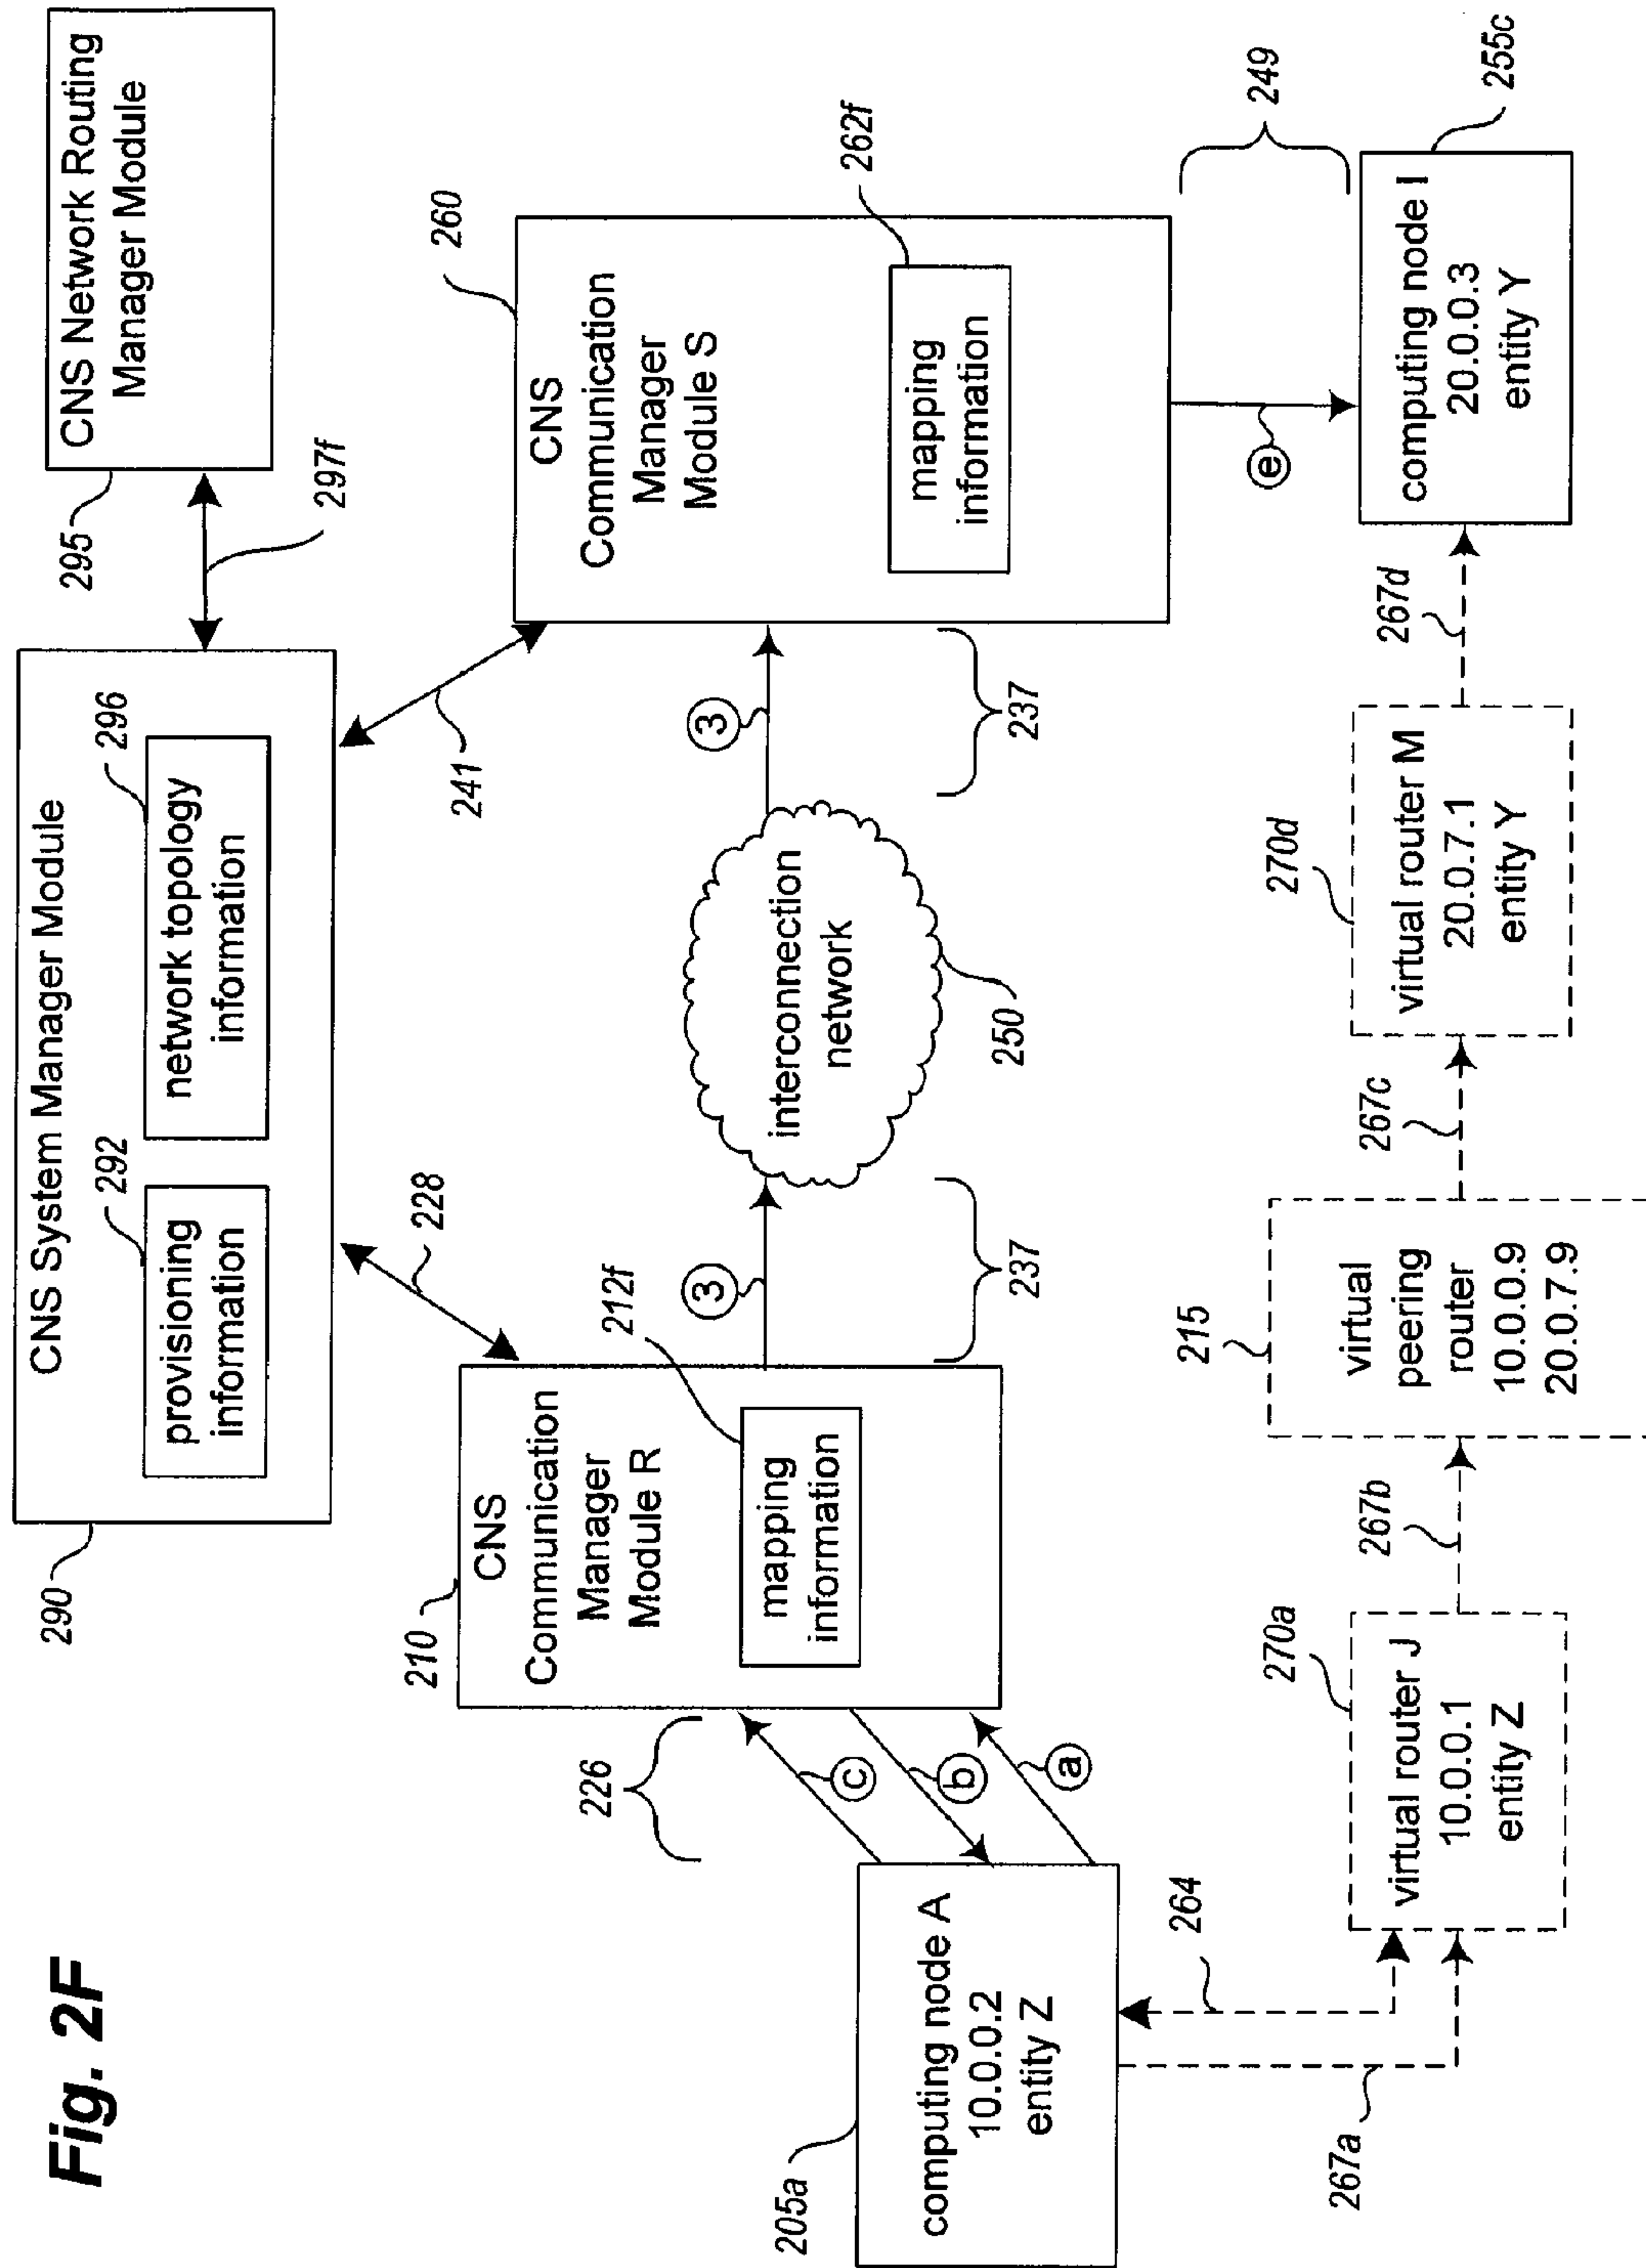 Fig. 2F
290
CNS System Manager Module
292
provisioning
information
296
network topology
information
295
CNS Network Routing
Manager Module
297f
228
241
210
CNS
Communication
Manager
Module R
212f
mapping
information
260
CNS
Communication
Manager
Module S
262f
mapping
information
3
3
interconnection
network
237
237
250
226
c
b
a
e
249
205a
computing node A
10.0.0.2
entity Z
264
267a
270a
virtual router J
10.0.0.1
entity Z
267b
215
virtual
peering
router
10.0.0.9
20.0.7.9
267c
270d
virtual router M
20.0.7.1
entity Y
267d
computing node I
20.0.0.3
entity Y
255c